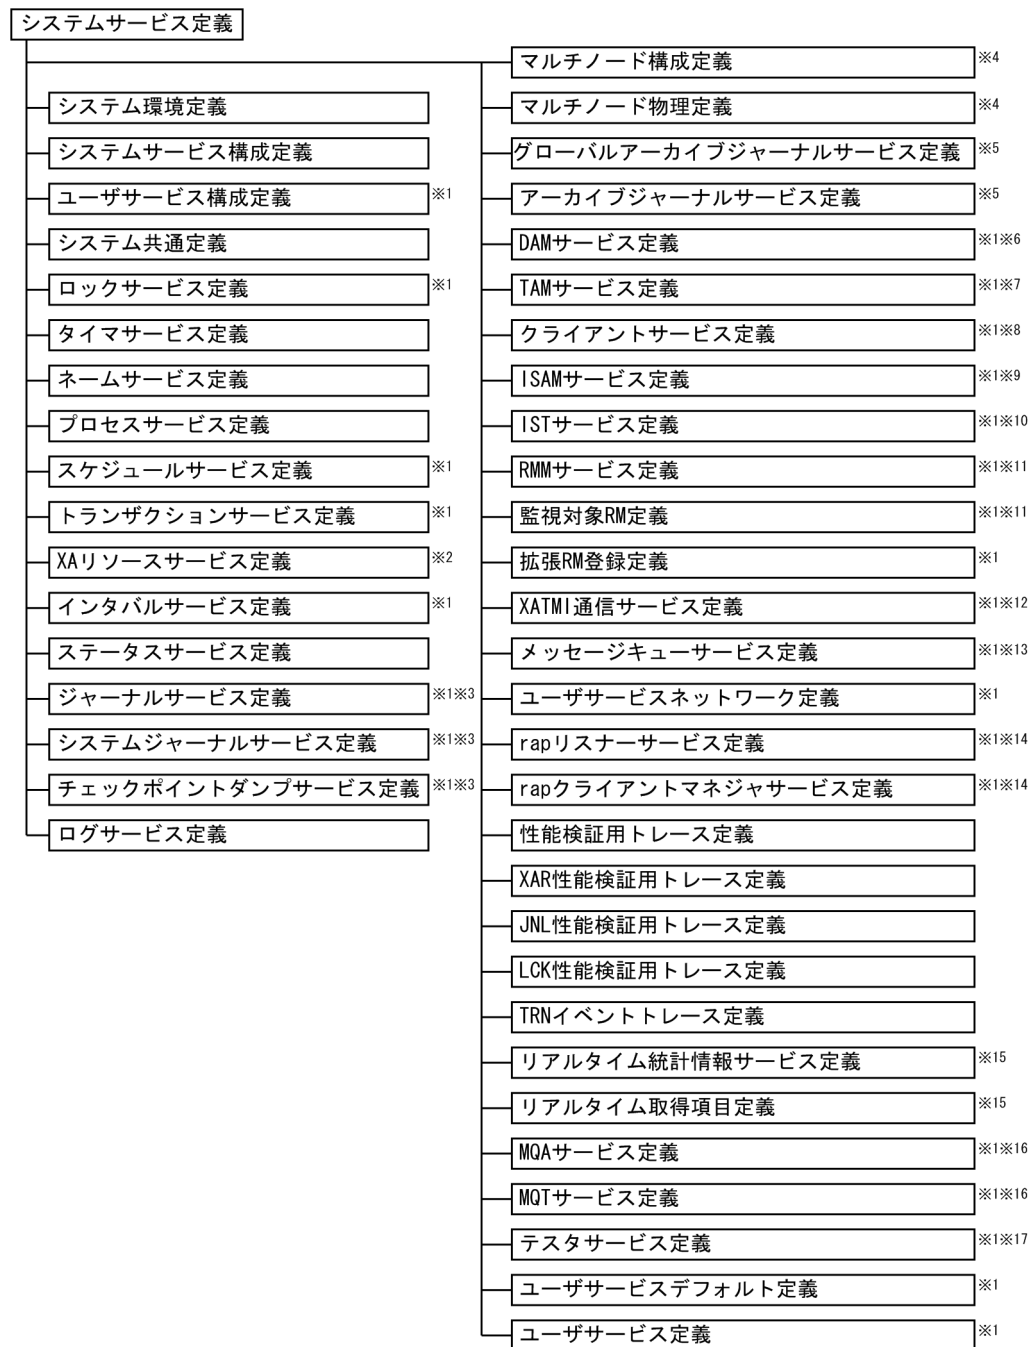 システムサービス定義
システム環境定義
システムサービス構成定義
ユーザサービス構成定義 ※1
システム共通定義
ロックサービス定義 ※1
タイマサービス定義
ネームサービス定義
プロセスサービス定義
スケジュールサービス定義 ※1
トランザクションサービス定義 ※1
XAリソースサービス定義 ※2
インタバルサービス定義 ※1
ステータスサービス定義
ジャーナルサービス定義 ※1※3
システムジャーナルサービス定義 ※1※3
チェックポイントダンプサービス定義 ※1※3
ログサービス定義
マルチノード構成定義 ※4
マルチノード物理定義 ※4
グローバルアーカイブジャーナルサービス定義 ※5
アーカイブジャーナルサービス定義 ※5
DAMサービス定義 ※1※6
TAMサービス定義 ※1※7
クライアントサービス定義 ※1※8
ISAMサービス定義 ※1※9
ISTサービス定義 ※1※10
RMMサービス定義 ※1※11
監視対象RM定義 ※1※11
拡張RM登録定義 ※1
XATMI通信サービス定義 ※1※12
メッセージキューサービス定義 ※1※13
ユーザサービスネットワーク定義 ※1
rapリスナーサービス定義 ※1※14
rapクライアントマネジャサービス定義 ※1※14
性能検証用トレース定義
XAR性能検証用トレース定義
JNL性能検証用トレース定義
LCK性能検証用トレース定義
TRNイベントトレース定義
リアルタイム統計情報サービス定義 ※15
リアルタイム取得項目定義 ※15
MQAサービス定義 ※1※16
MQTサービス定義 ※1※16
テスタサービス定義 ※1※17
ユーザサービスデフォルト定義 ※1
ユーザサービス定義 ※1